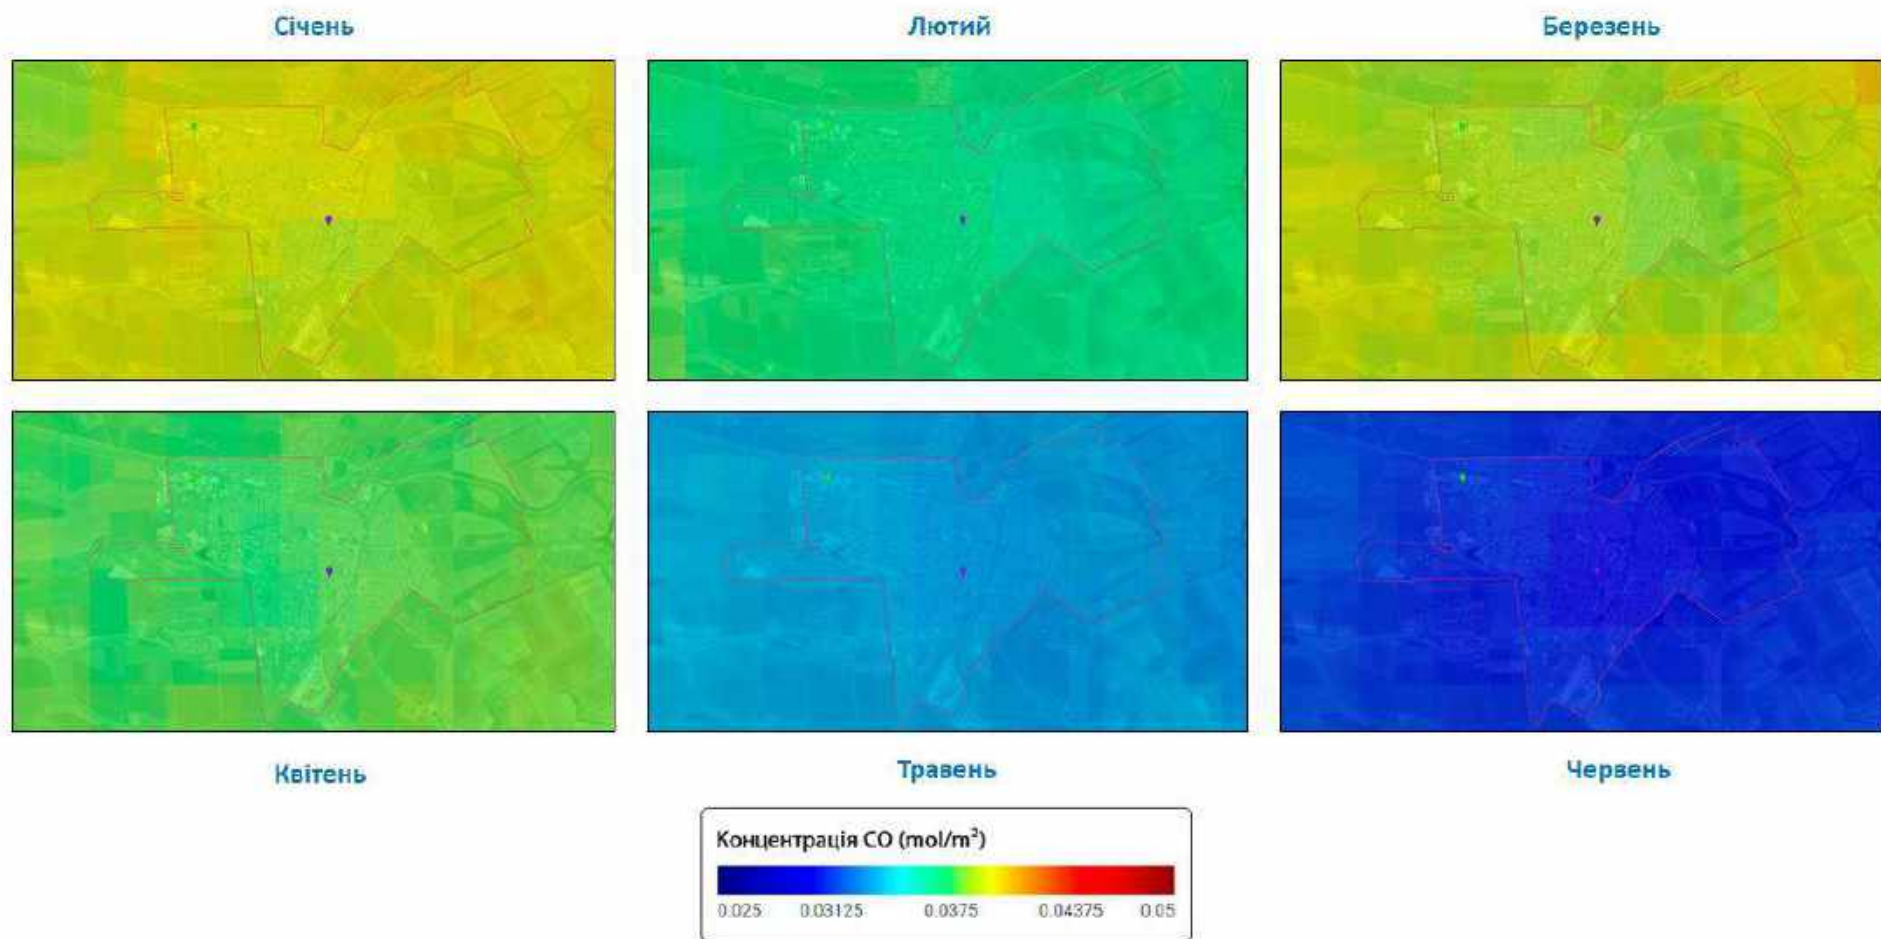 Січень
Лютий
Березень
Квітень
Травень
Червень
Концентрація CO (mol/m²)
0.025 0.03125 0.0375 0.04375 0.05